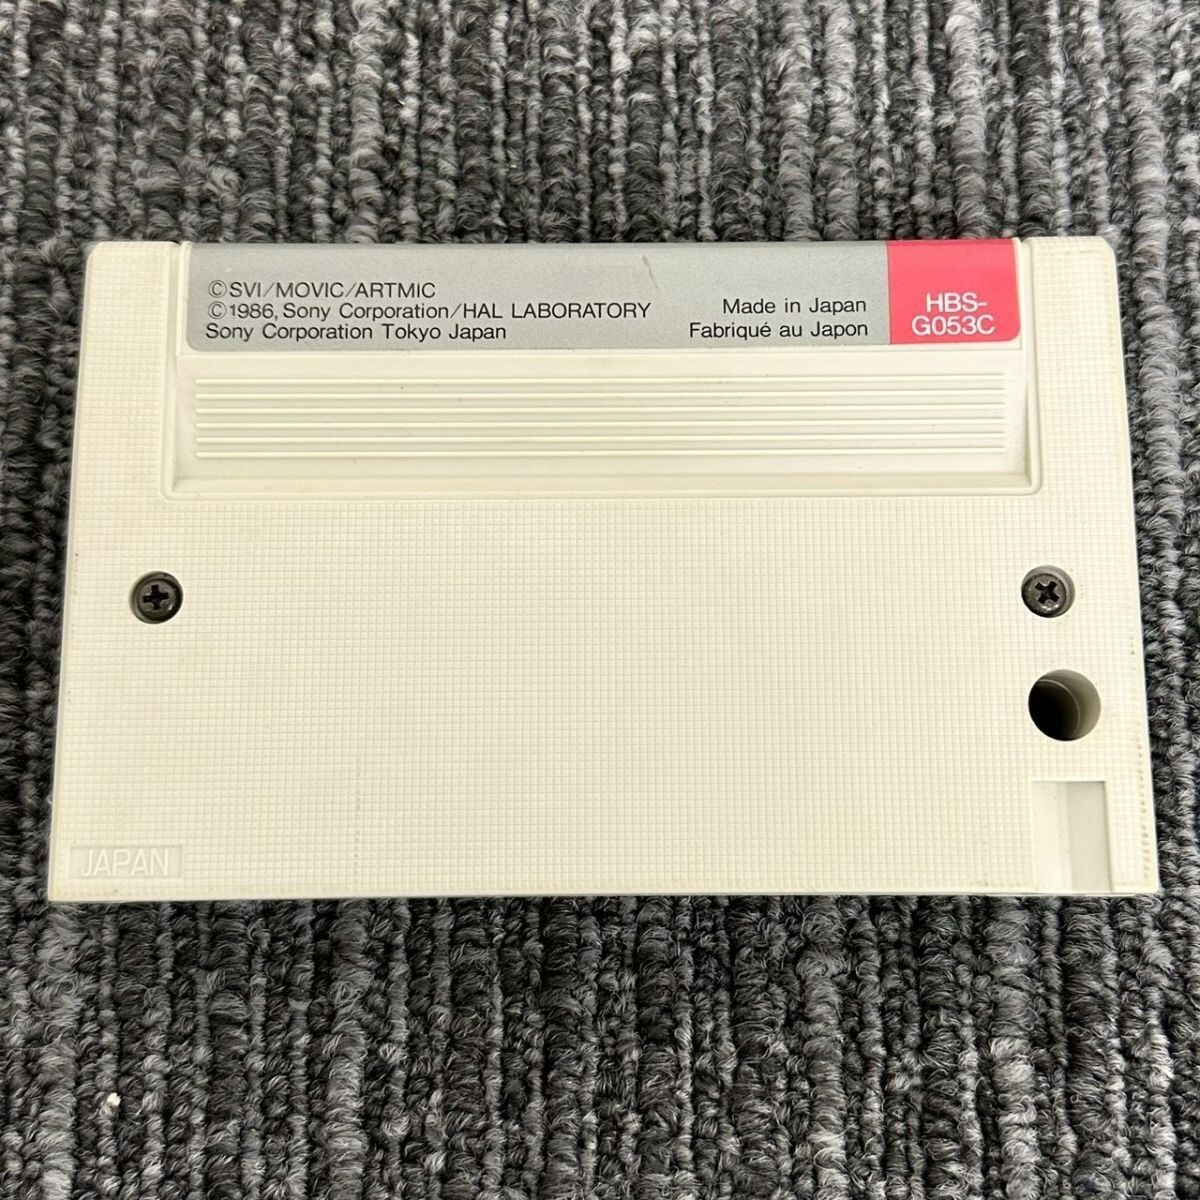 ©SVI/MOVIC/ARTMIC
©1986, Sony Corporation/HAL LABORATORY
Sony Corporation Tokyo Japan
Made in Japan
Fabriqué au Japon
HBS-
G053C
JAPAN